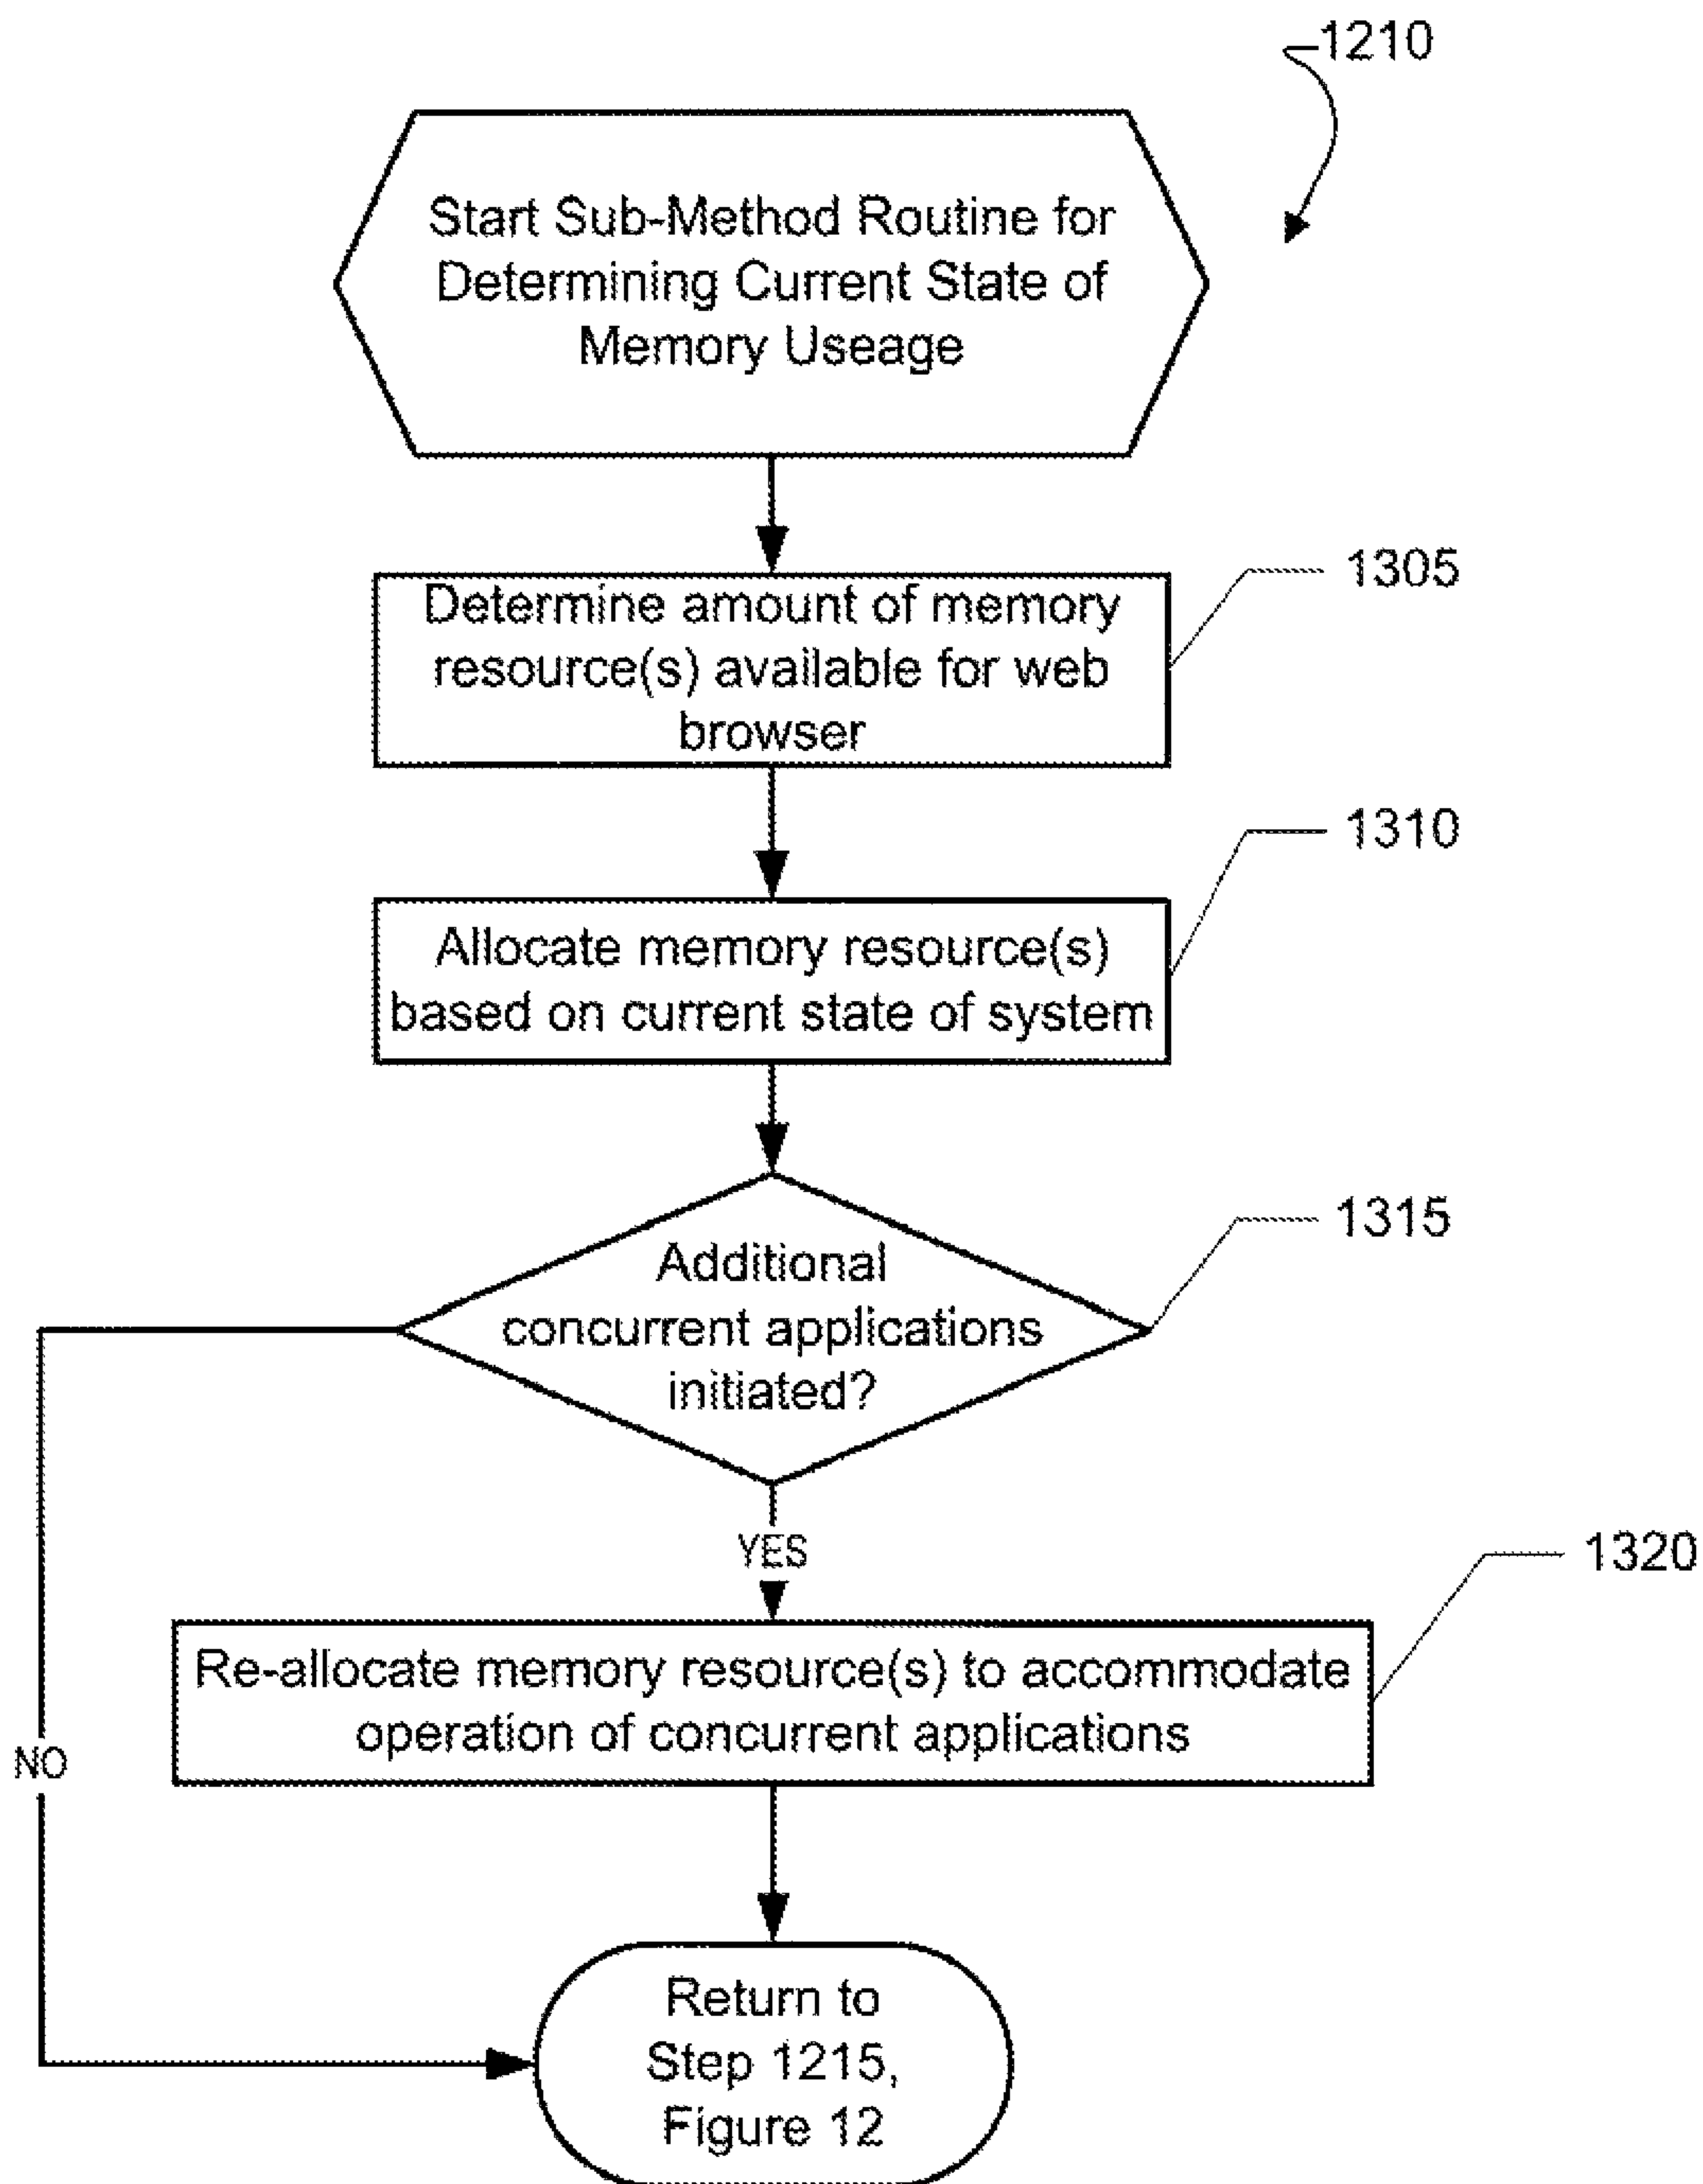 1210
Start Sub-Method Routine for
Determining Current State of
Memory Useage
1305
Determine amount of memory
resource(s) available for web
browser
1310
Allocate memory resource(s)
based on current state of system
1315
Additional
concurrent applications
initiated?
YES
1320
Re-allocate memory resource(s) to accommodate
operation of concurrent applications
NO
Return to
Step 1215,
Figure 12